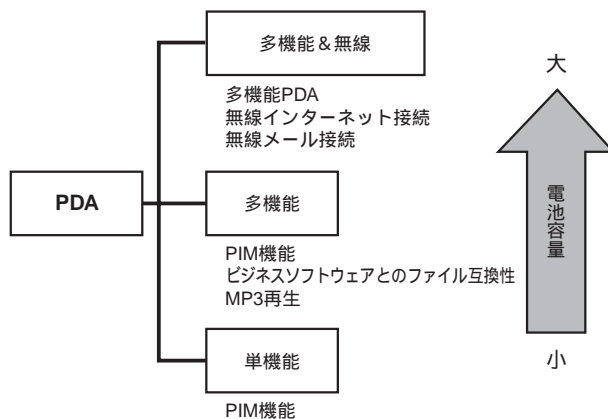 多機能＆無線
多機能PDA
無線インターネット接続
無線メール接続
PDA
多機能
PIM機能
ビジネスソフトウェアとのファイル互換性
MP3再生
単機能
PIM機能
大
電池容量
小